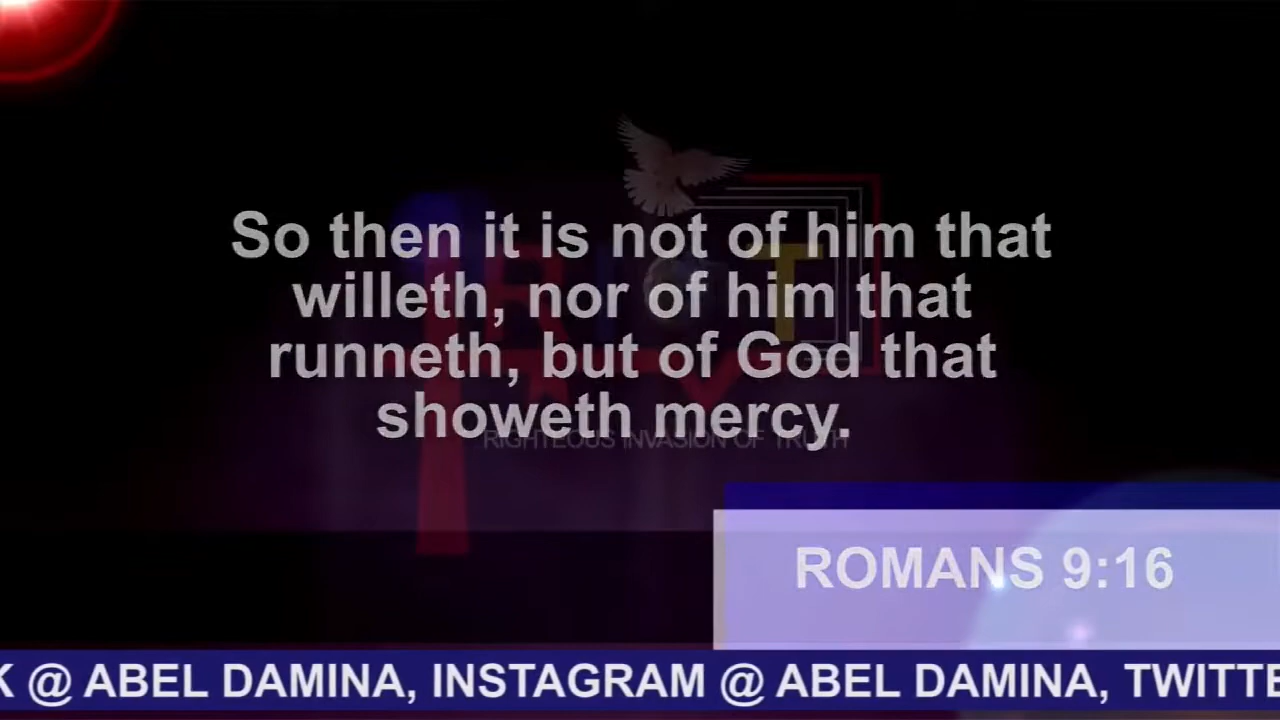 So then it is not of him that
willeth, nor of him that
runneth, but of God that
showeth mercy.
RIGHTEOUS INVASION OF TRUTH
ROMANS 9:16
K @ ABEL DAMINA, INSTAGRAM @ ABEL DAMINA, TWITTE